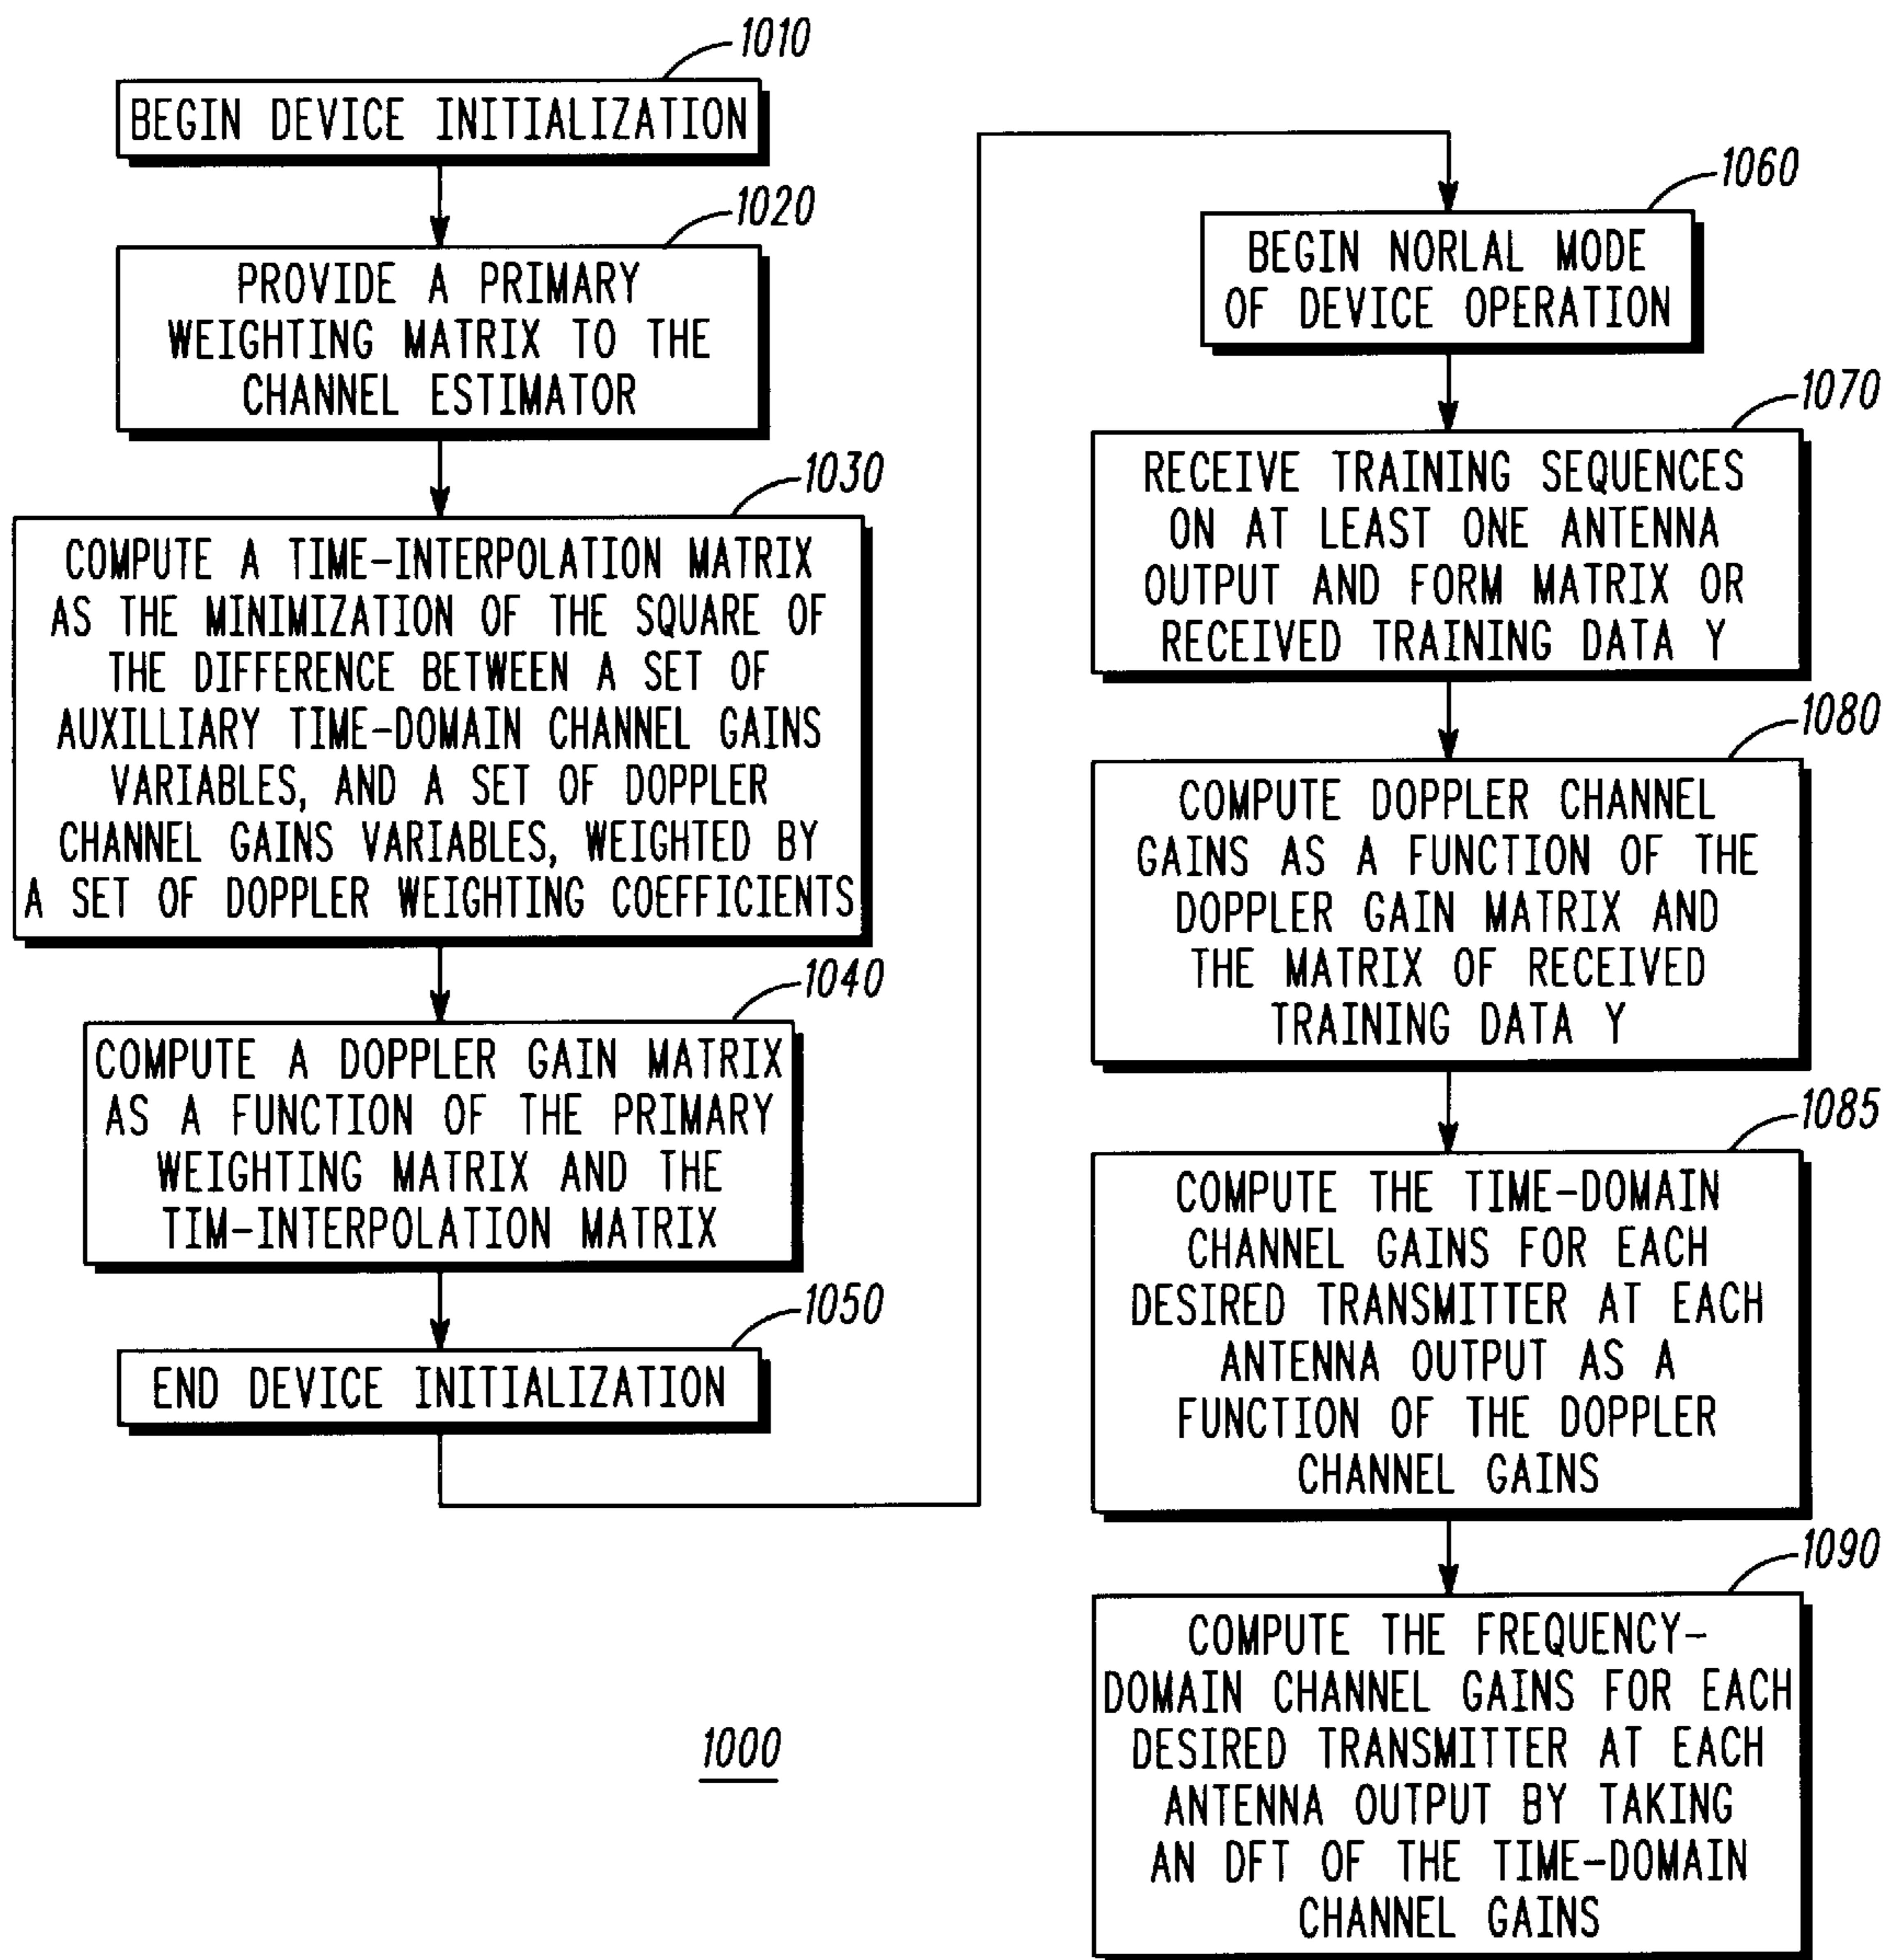 1010
BEGIN DEVICE INITIALIZATION
1020
PROVIDE A PRIMARY
WEIGHTING MATRIX TO THE
CHANNEL ESTIMATOR
1030
COMPUTE A TIME-INTERPOLATION MATRIX
AS THE MINIMIZATION OF THE SQUARE OF
THE DIFFERENCE BETWEEN A SET OF
AUXILLIARY TIME-DOMAIN CHANNEL GAINS
VARIABLES, AND A SET OF DOPPLER
CHANNEL GAINS VARIABLES, WEIGHTED BY
A SET OF DOPPLER WEIGHTING COEFFICIENTS
1040
COMPUTE A DOPPLER GAIN MATRIX
AS A FUNCTION OF THE PRIMARY
WEIGHTING MATRIX AND THE
TIM-INTERPOLATION MATRIX
1050
END DEVICE INITIALIZATION
1060
BEGIN NORLAL MODE
OF DEVICE OPERATION
1070
RECEIVE TRAINING SEQUENCES
ON AT LEAST ONE ANTENNA
OUTPUT AND FORM MATRIX OR
RECEIVED TRAINING DATA Y
1080
COMPUTE DOPPLER CHANNEL
GAINS AS A FUNCTION OF THE
DOPPLER GAIN MATRIX AND
THE MATRIX OF RECEIVED
TRAINING DATA Y
1085
COMPUTE THE TIME-DOMAIN
CHANNEL GAINS FOR EACH
DESIRED TRANSMITTER AT EACH
ANTENNA OUTPUT AS A
FUNCTION OF THE DOPPLER
CHANNEL GAINS
1090
COMPUTE THE FREQUENCY-
DOMAIN CHANNEL GAINS FOR EACH
DESIRED TRANSMITTER AT EACH
ANTENNA OUTPUT BY TAKING
AN DFT OF THE TIME-DOMAIN
CHANNEL GAINS
1000